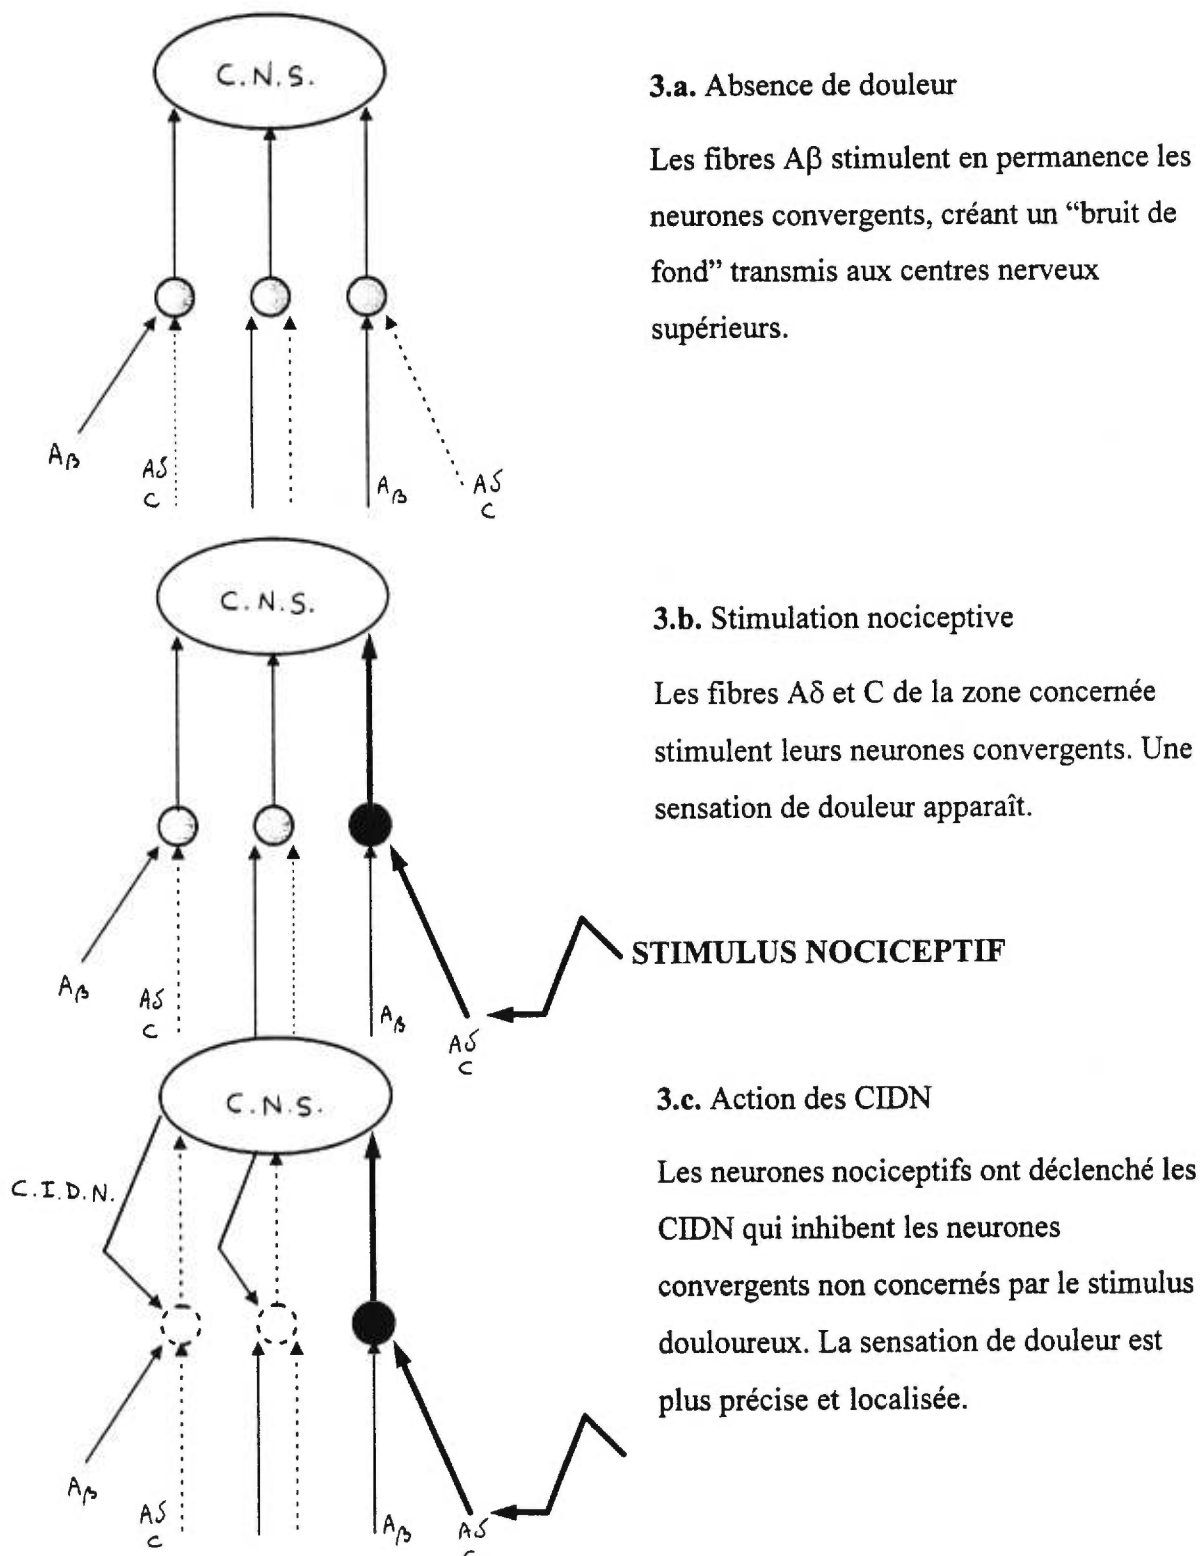 C.N.S.
3.a. Absence de douleur
Les fibres Aβ stimulent en permanence les
neurones convergents, créant un “bruit de
fond” transmis aux centres nerveux
supérieurs.
Aβ
Aδ
C
Aβ
Aδ
C
C.N.S.
3.b. Stimulation nociceptive
Les fibres Aδ et C de la zone concernée
stimulent leurs neurones convergents. Une
sensation de douleur apparaît.
STIMULUS NOCICEPTIF
Aβ
Aδ
C
Aβ
Aδ
C
C.N.S.
3.c. Action des CIDN
Les neurones nociceptifs ont déclenché les
CIDN qui inhibent les neurones
convergents non concernés par le stimulus
douloureux. La sensation de douleur est
plus précise et localisée.
C.I.D.N.
Aβ
Aδ
C
Aβ
Aδ
C